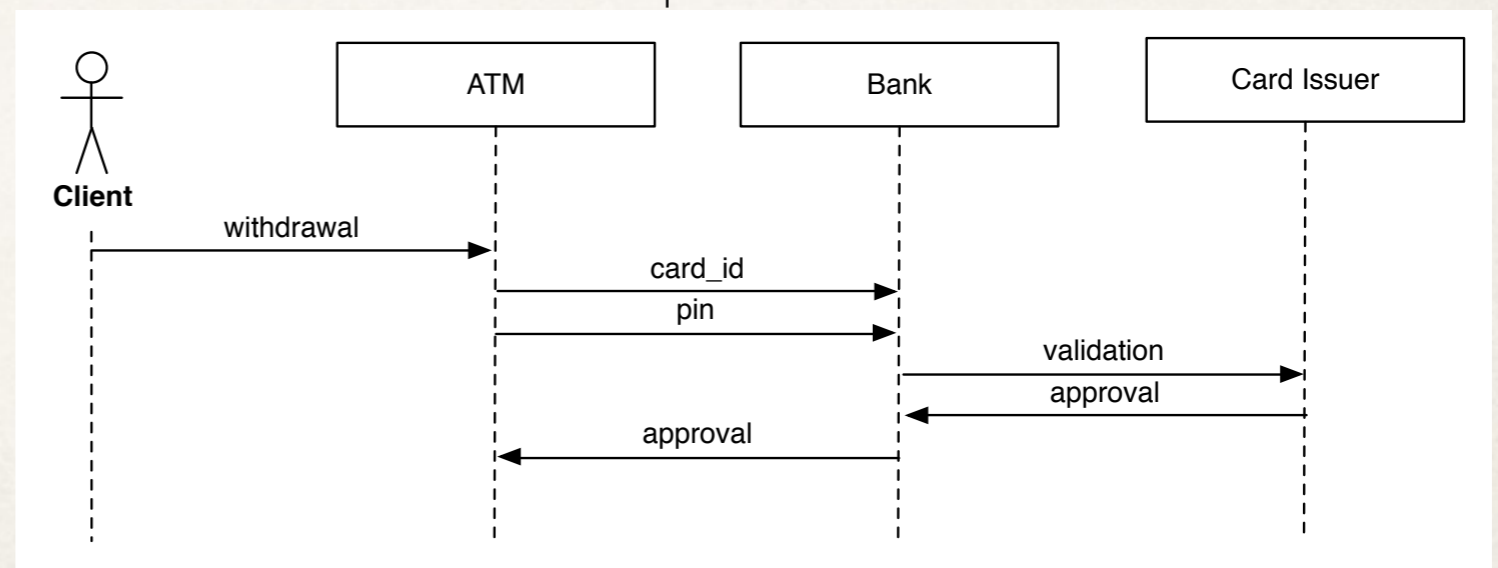 ATM
Bank
Card Issuer
Client
withdrawal
card_id
pin
validation
approval
approval